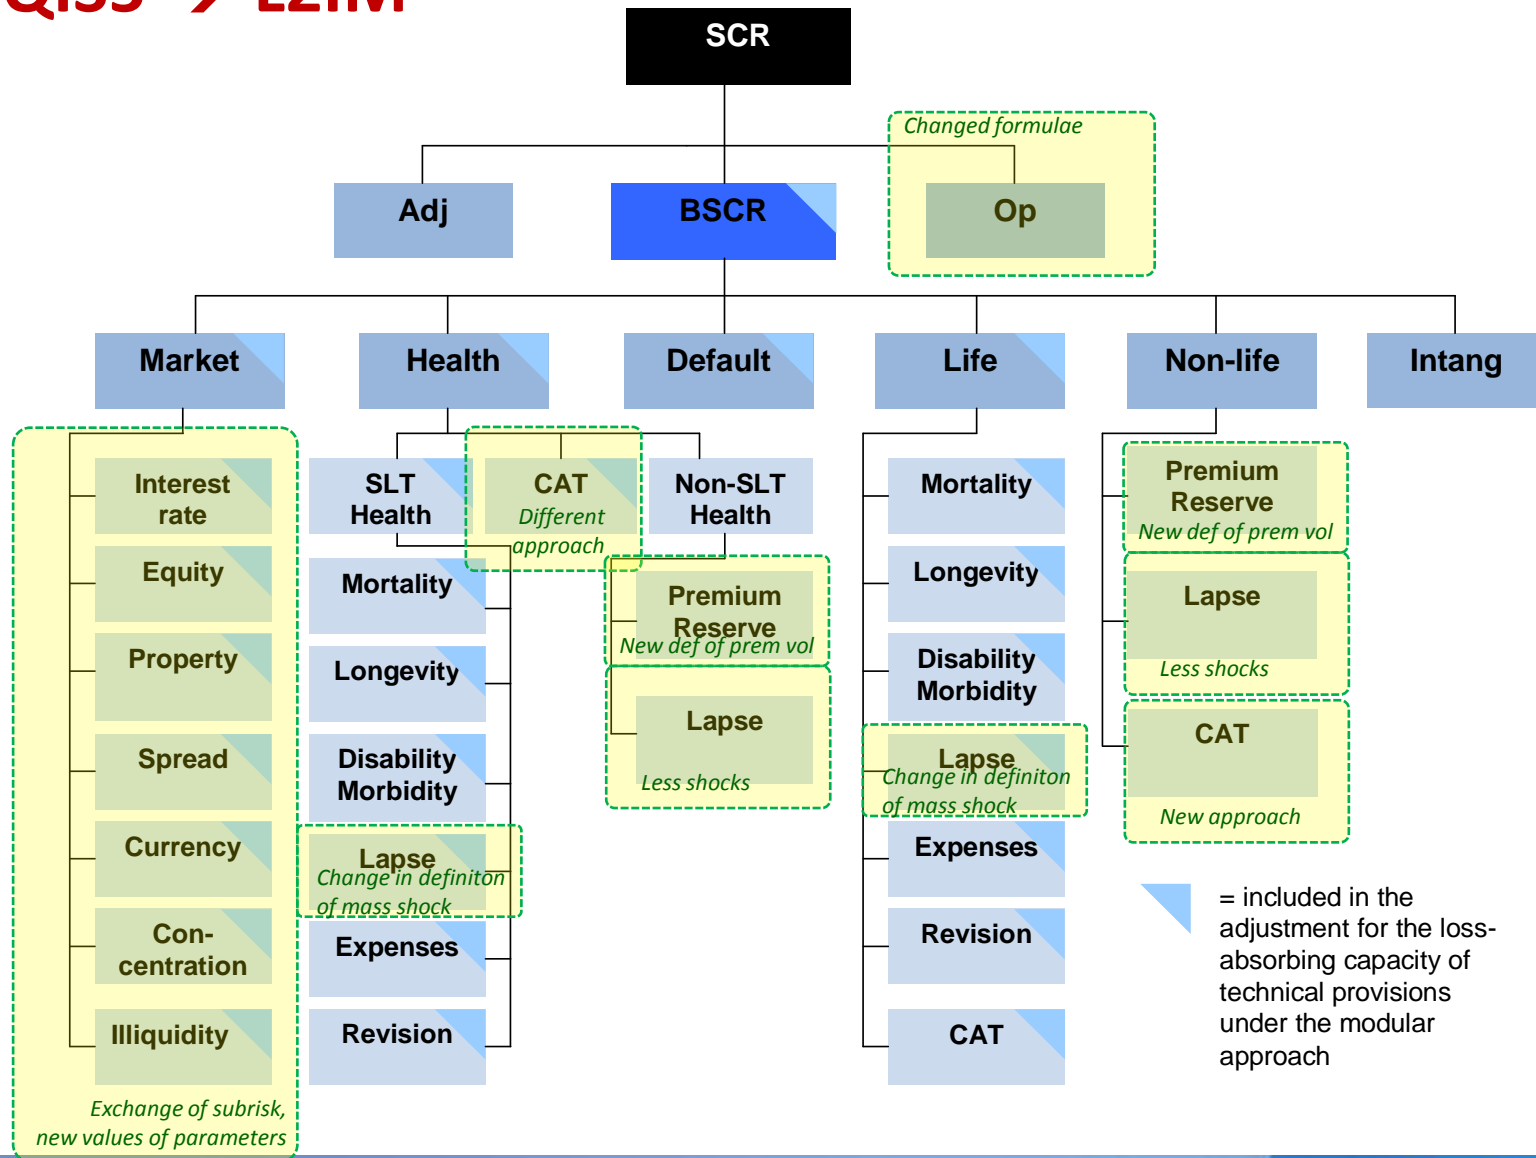 QIS5 → L2IM
SCR
Changed formulae
Adj
BSCR
Op
Market
Health
Default
Life
Non-life
Intang
Interest
rate
Equity
Property
Spread
Currency
Con-
centration
Illiquidity
Exchange of subrisk,
new values of parameters
SLT
Health
CAT
Different
approach
Non-SLT
Health
Mortality
Longevity
Disability
Morbidity
Lapse
Change in definiton
of mass shock
Expenses
Revision
Premium
Reserve
New def of prem vol
Lapse
Less shocks
Mortality
Longevity
Disability
Morbidity
Lapse
Change in definiton
of mass shock
Expenses
Revision
CAT
Premium
Reserve
New def of prem vol
Lapse
Less shocks
CAT
New approach
= included in the
adjustment for the loss-
absorbing capacity of
technical provisions
under the modular
approach